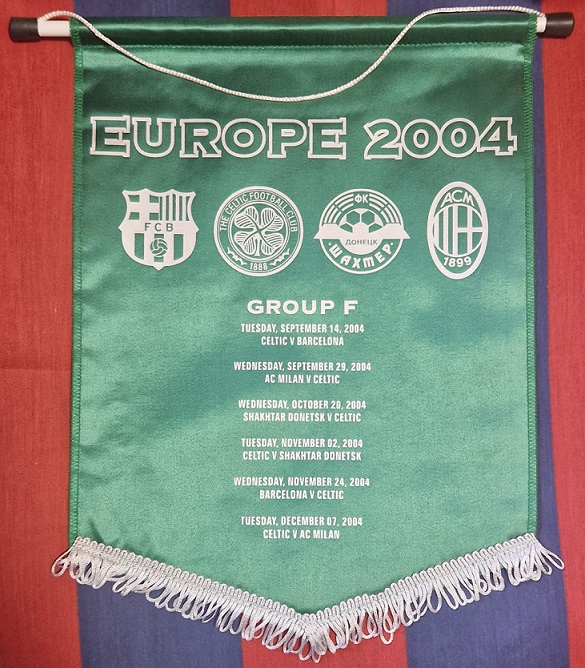 EUROPE 2004
FCB
THE CELTIC FOOTBALL CLUB
1888
ФК
ДОНЕЦК
ШАХТЕР
ACM
1899
GROUP F
TUESDAY, SEPTEMBER 14, 2004
CELTIC V BARCELONA
WEDNESDAY, SEPTEMBER 29, 2004
AC MILAN V CELTIC
WEDNESDAY, OCTOBER 20, 2004
SHAKHTAR DONETSK V CELTIC
TUESDAY, NOVEMBER 02, 2004
CELTIC V SHAKHTAR DONETSK
WEDNESDAY, NOVEMBER 24, 2004
BARCELONA V CELTIC
TUESDAY, DECEMBER 07, 2004
CELTIC V AC MILAN